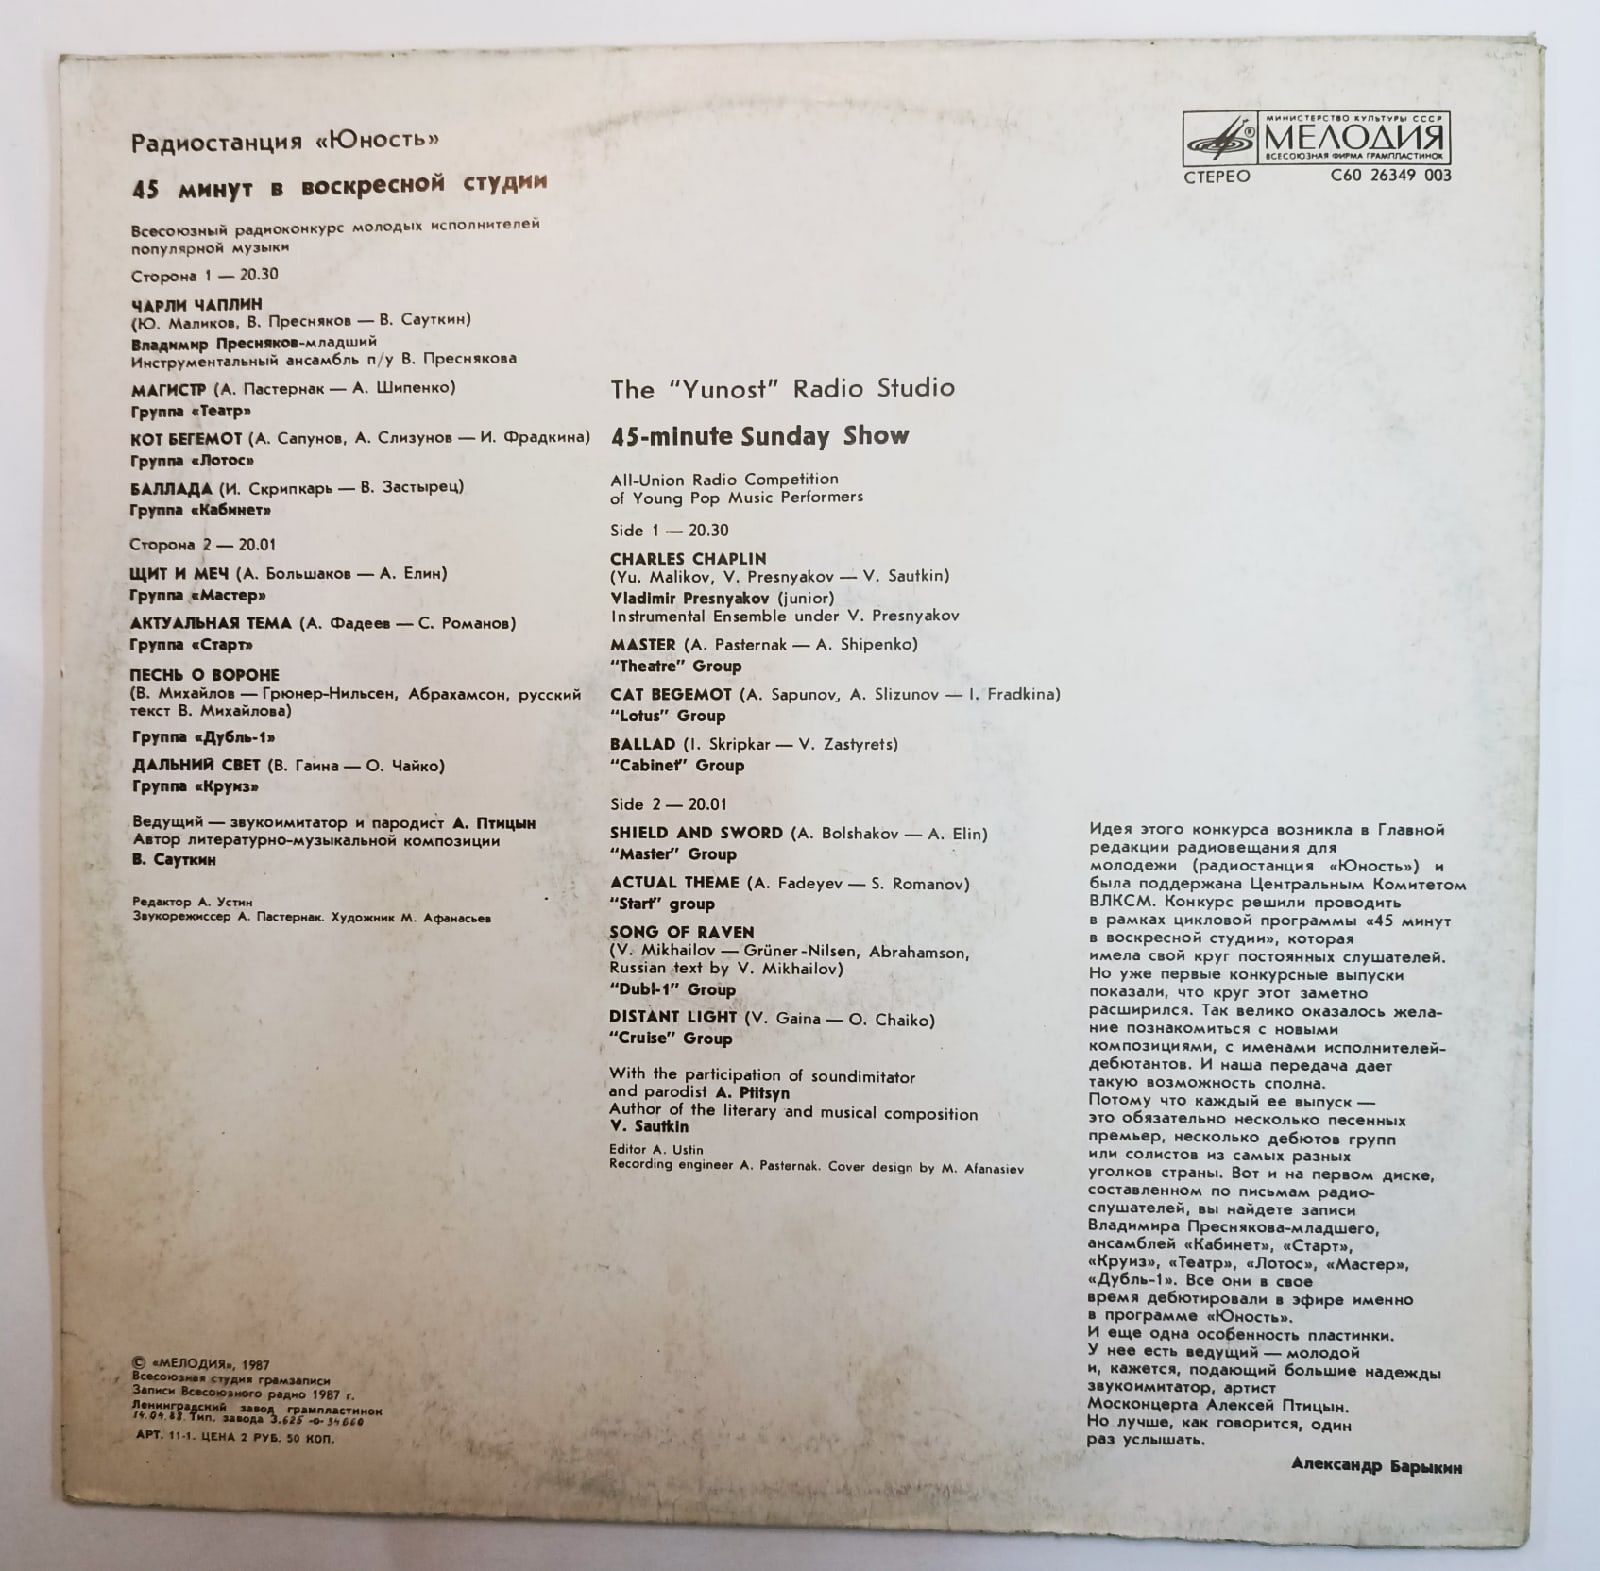 Радиостанция «Юность»
45 минут в воскресной студии
Всесоюзный радиоконкурс молодых исполнителей
популярной музыки
Сторона 1 — 20.30
ЧАРЛИ ЧАПЛИН
(Ю. Маликов, В. Пресняков — В. Сауткин)
Владимир Пресняков-младший
Инструментальный ансамбль п/у В. Преснякова
МАГИСТР (А. Пастернак — А. Шипенко)
Группа «Театр»
КОТ БЕГЕМОТ (А. Сапунов, А. Слизунов — И. Фрадкина)
Группа «Лотос»
БАЛЛАДА (И. Скрипкарь — В. Застырец)
Группа «Кабинет»
Сторона 2 — 20.01
ЩИТ И МЕЧ (А. Большаков — А. Елин)
Группа «Мастер»
АКТУАЛЬНАЯ ТЕМА (А. Фадеев — С. Романов)
Группа «Старт»
ПЕСНЬ О ВОРОНЕ
(В. Михайлов — Грюнер-Нильсен, Абрахамсон, русский
текст В. Михайлова)
Группа «Дубль-1»
ДАЛЬНИЙ СВЕТ (В. Гаина — О. Чайко)
Группа «Круиз»
Ведущий — звукоимитатор и пародист А. Птицын
Автор литературно-музыкальной композиции
В. Сауткин
Редактор А. Устин
Звукорежиссер А. Пастернак. Художник М. Афанасьев
© «МЕЛОДИЯ», 1987
Всесоюзная студия грамзаписи
Записи Всесоюзного радио 1987 г.
Ленинградский завод грампластинок
14.04.88. Тип. завода З.625 -0- 34660
АРТ. 11-1. ЦЕНА 2 РУБ. 50 КОП.
The "Yunost" Radio Studio
45-minute Sunday Show
All-Union Radio Competition
of Young Pop Music Performers
Side 1 — 20.30
CHARLES CHAPLIN
(Yu. Malikov, V. Presnyakov — V. Sautkin)
Vladimir Presnyakov (junior)
Instrumental Ensemble under V. Presnyakov
MASTER (A. Pasternak — A. Shipenko)
"Theatre" Group
CAT BEGEMOT (A. Sapunov, A. Slizunov — I. Fradkina)
"Lotus" Group
BALLAD (I. Skripkar — V. Zastyrets)
"Cabinet" Group
Side 2 — 20.01
SHIELD AND SWORD (A. Bolshakov — A. Elin)
"Master" Group
ACTUAL THEME (A. Fadeyev — S. Romanov)
"Start" group
SONG OF RAVEN
(V. Mikhailov — Grüner-Nilsen, Abrahamson,
Russian text by V. Mikhailov)
"Dubl-1" Group
DISTANT LIGHT (V. Gaina — O. Chaiko)
"Cruise" Group
With the participation of soundimitator
and parodist A. Ptitsyn
Author of the literary and musical composition
V. Sautkin
Editor A. Ustin
Recording engineer A. Pasternak. Cover design by M. Afanasiev
МИНИСТЕРСТВО КУЛЬТУРЫ СССР
МЕЛОДИЯ
ВСЕСОЮЗНАЯ ФИРМА ГРАМПЛАСТИНОК
СТЕРЕО С60 26349 003
Идея этого конкурса возникла в Главной
редакции радиовещания для
молодежи (радиостанция «Юность») и
была поддержана Центральным Комитетом
ВЛКСМ. Конкурс решили проводить
в рамках цикловой программы «45 минут
в воскресной студии», которая
имела свой круг постоянных слушателей.
Но уже первые конкурсные выпуски
показали, что круг этот заметно
расширился. Так велико оказалось жела-
ние познакомиться с новыми
композициями, с именами исполнителей-
дебютантов. И наша передача дает
такую возможность сполна.
Потому что каждый ее выпуск —
это обязательно несколько песенных
премьер, несколько дебютов групп
или солистов из самых разных
уголков страны. Вот и на первом диске,
составленном по письмам радио-
слушателей, вы найдете записи
Владимира Преснякова-младшего,
ансамблей «Кабинет», «Старт»,
«Круиз», «Театр», «Лотос», «Мастер»,
«Дубль-1». Все они в свое
время дебютировали в эфире именно
в программе «Юность».
И еще одна особенность пластинки.
У нее есть ведущий — молодой
и, кажется, подающий большие надежды
звукоимитатор, артист
Москонцерта Алексей Птицын.
Но лучше, как говорится, один
раз услышать.
Александр Барыкин